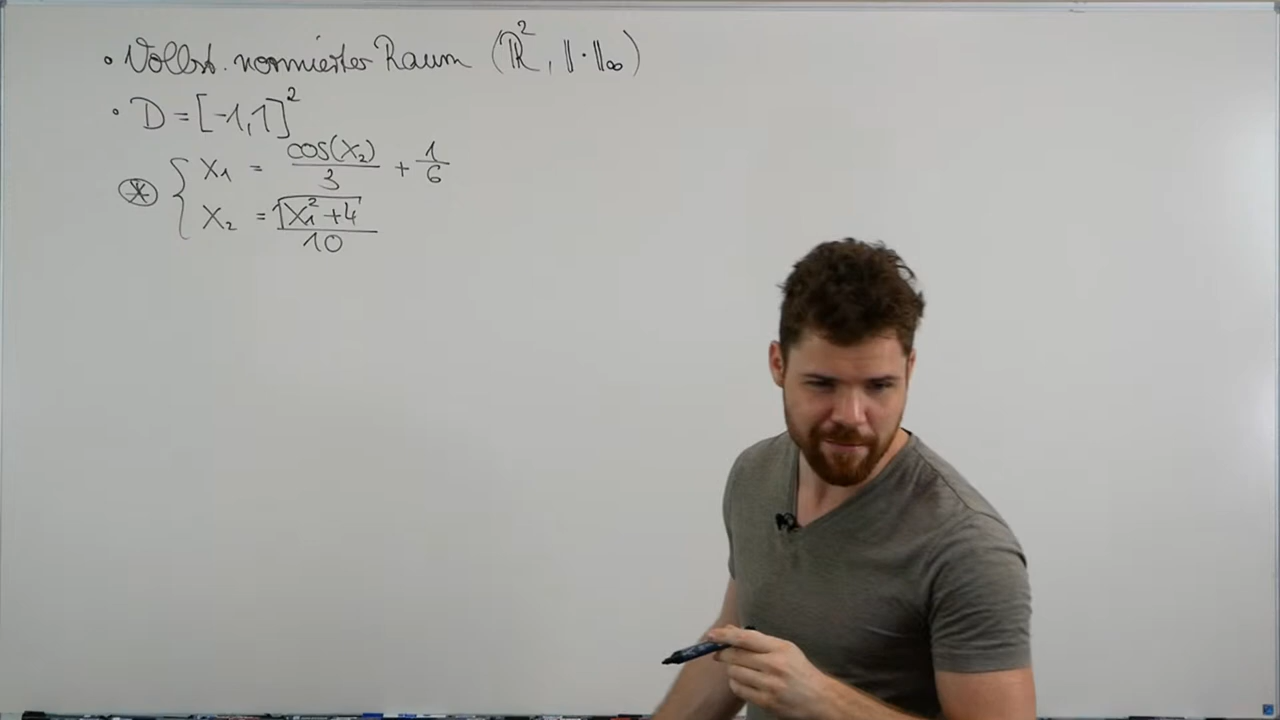 • Vollst. normierter Raum (ℝ², ‖·‖∞)
• D = [-1,1]²
⊛ { x₁ = cos(x₂)/3 + 1/6
x₂ = √(x₁²+4)/10